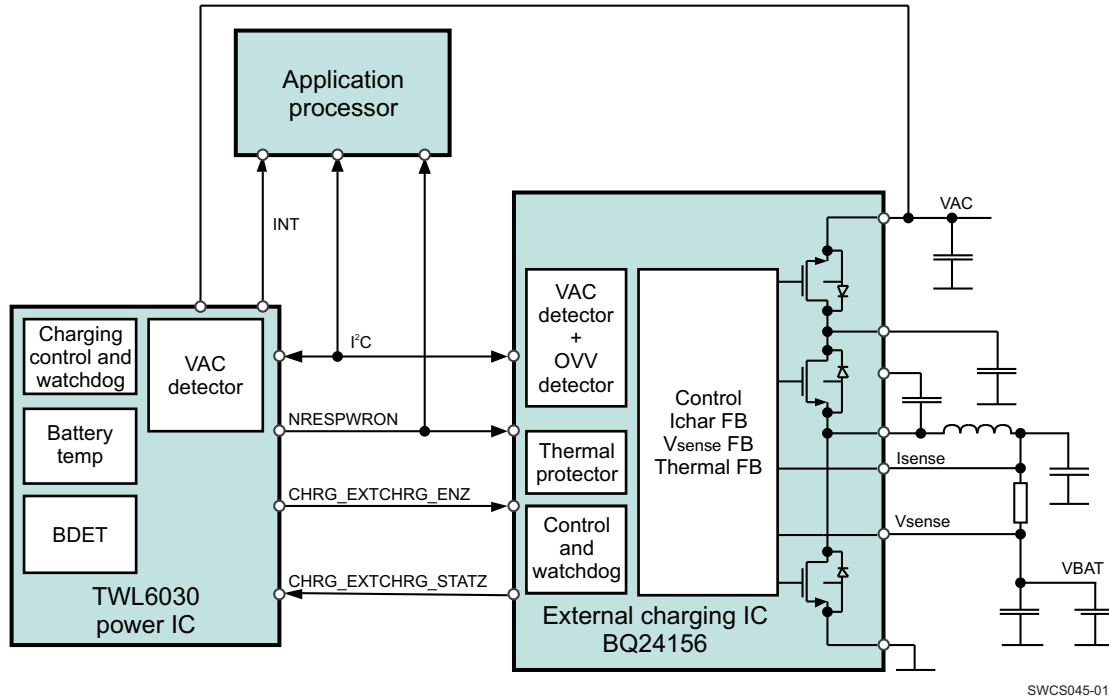 Application
processor
VAC
INT
VAC
detector
+
OVV
detector
Charging
control and
watchdog
VAC
detector
I²C
Control
Ichar FB
Vsense FB
Thermal FB
NRESPWRON
Battery
temp
Thermal
protector
Isense
CHRG_EXTCHRG_ENZ
BDET
Control
and
watchdog
Vsense
CHRG_EXTCHRG_STATZ
VBAT
TWL6030
power IC
External charging IC
BQ24156
SWCS045-01